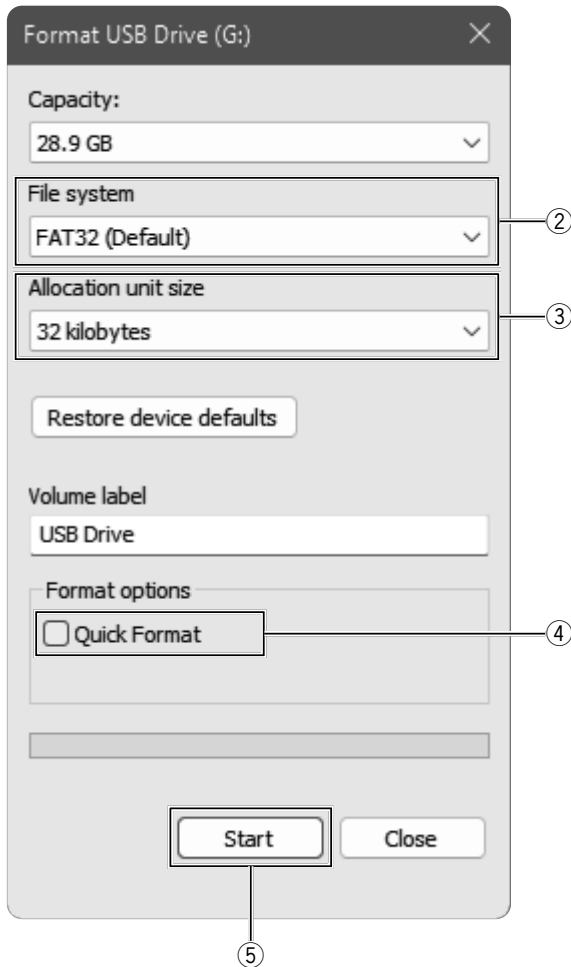 Format USB Drive (G:)
Capacity:
28.9 GB
File system
②
FAT32 (Default)
Allocation unit size
③
32 kilobytes
Restore device defaults
Volume label
USB Drive
Format options
Quick Format
④
Start
Close
⑤